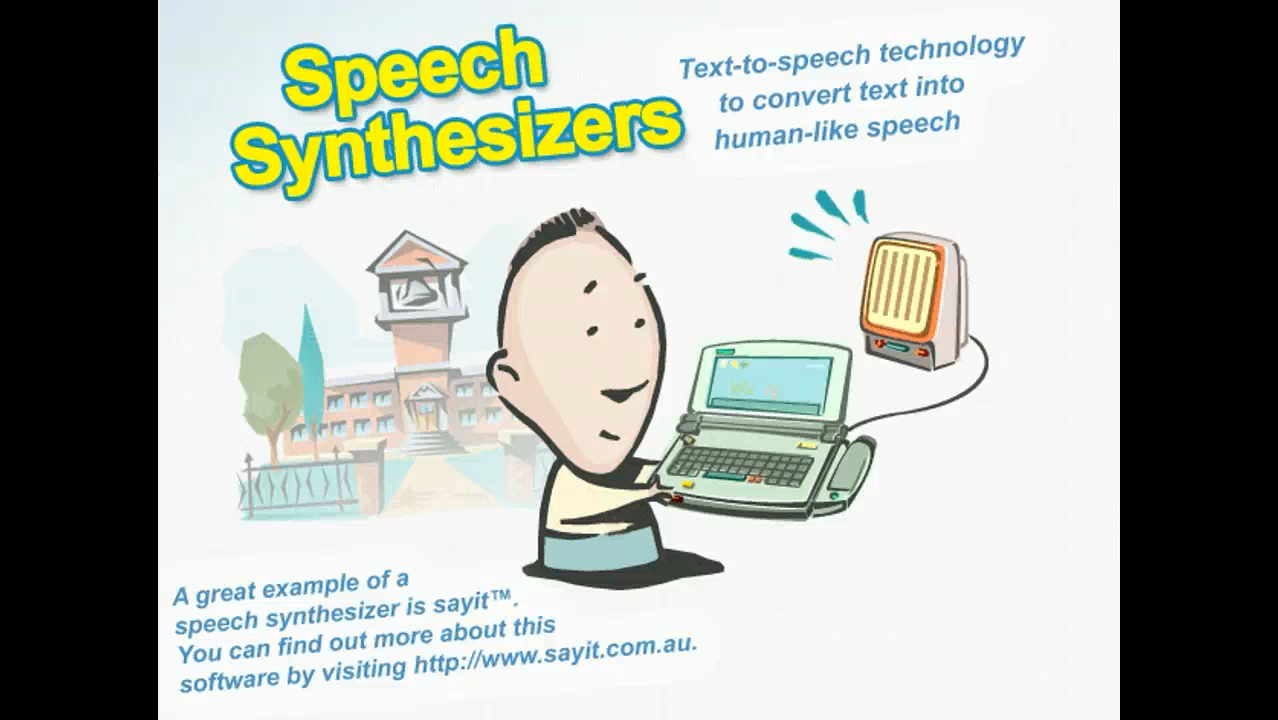 Speech
Synthesizers
Text-to-speech technology
to convert text into
human-like speech
A great example of a
speech synthesizer is sayit™.
You can find out more about this
software by visiting http://www.sayit.com.au.